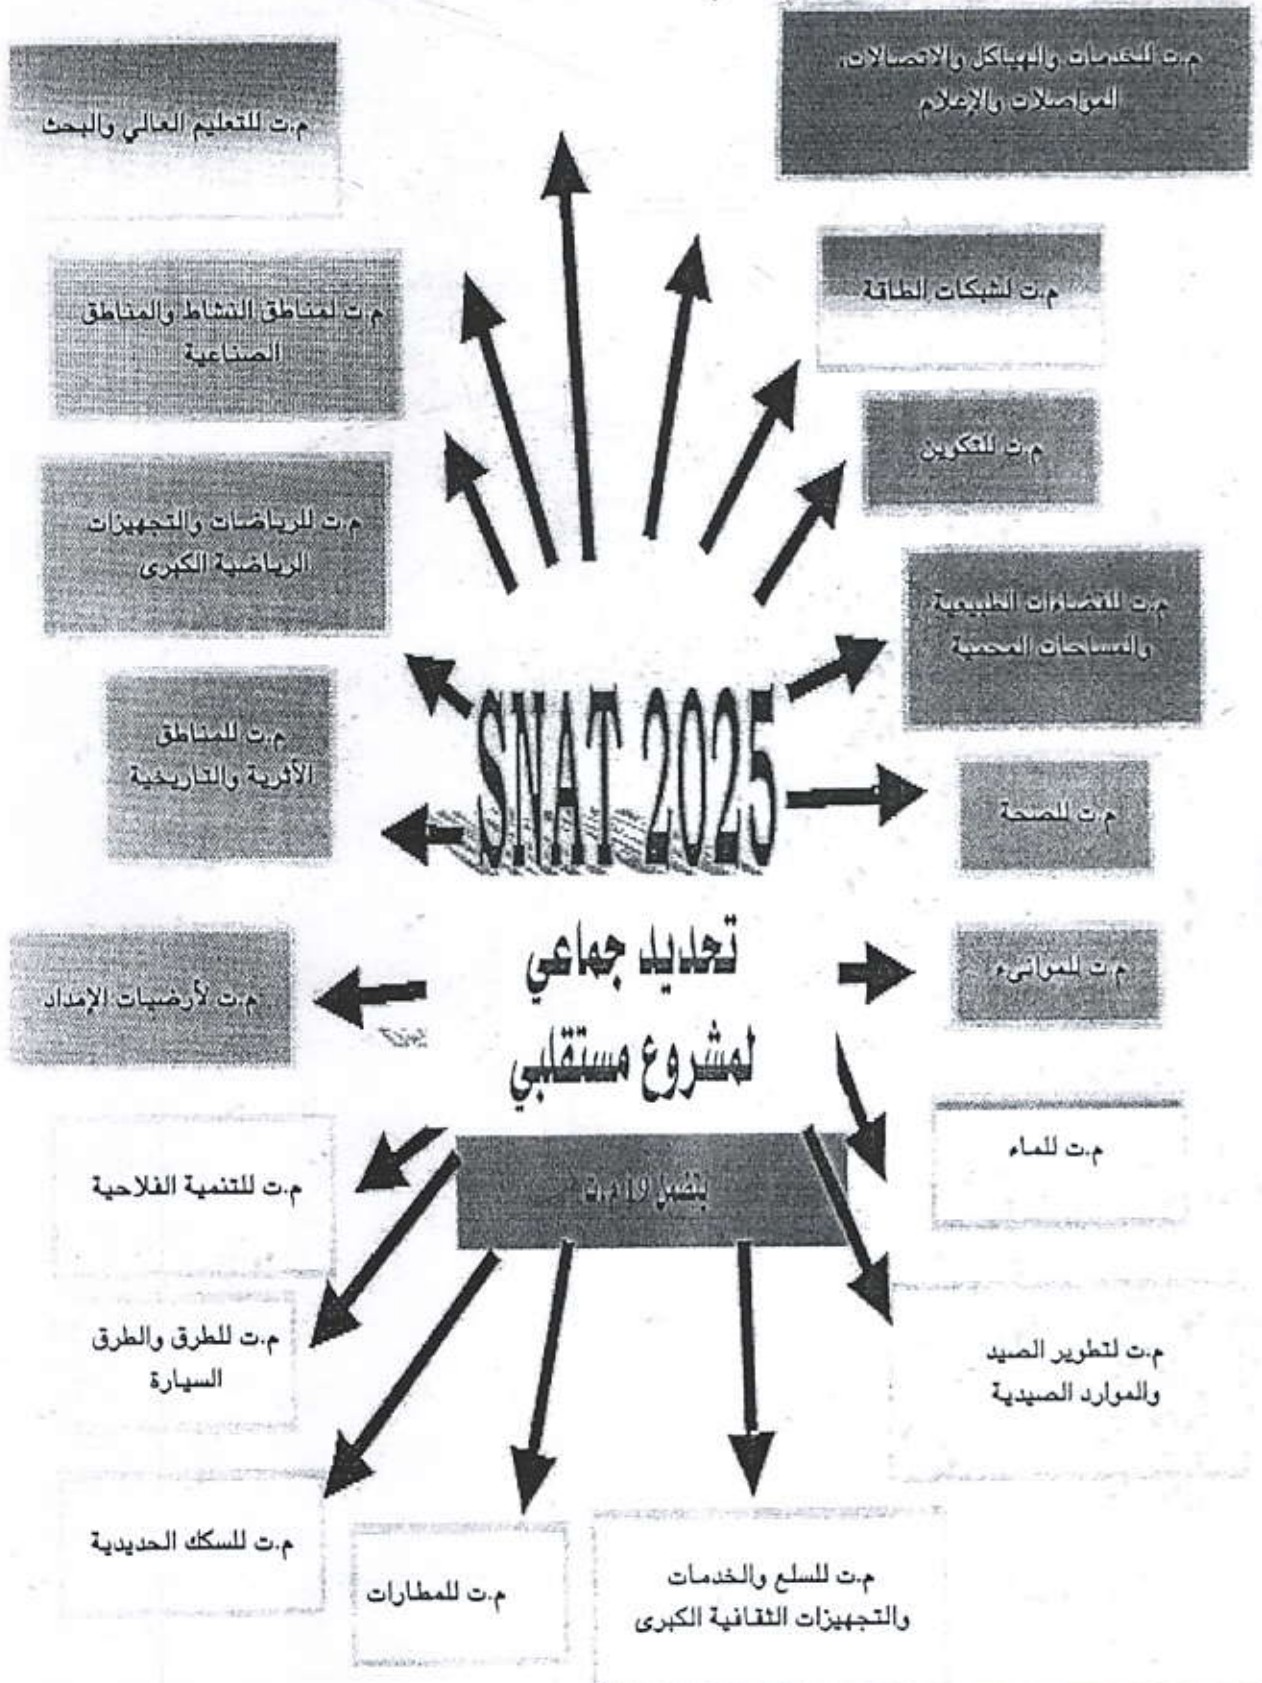 م.ت للخدمات والهياكل والاتصالات،
المواصلات والإعلام
م.ت للتعليم العالي والبحث
م.ت لشبكات الطاقة
م.ت لمناطق النشاط والمناطق
الصناعية
م.ت للتكوين
م.ت للرياضات والتجهيزات
الرياضية الكبرى
م.ت للفضاءات الطبيعية
والمساحات المحمية
SNAT 2025
م.ت للمناطق
الأثرية والتاريخية
م.ت للصحة
تحديد جماعي
لمشروع مستقلبي
م.ت للموانىء
م.ت لأرضيات الإمداد
م.ت للماء
م.ت للتنمية الفلاحية
يتضمن 19 م.ت
م.ت للطرق والطرق
السيارة
م.ت لتطوير الصيد
والموارد الصيدية
م.ت للسكك الحديدية
م.ت للمطارات
م.ت للسلع والخدمات
والتجهيزات الثقافية الكبرى